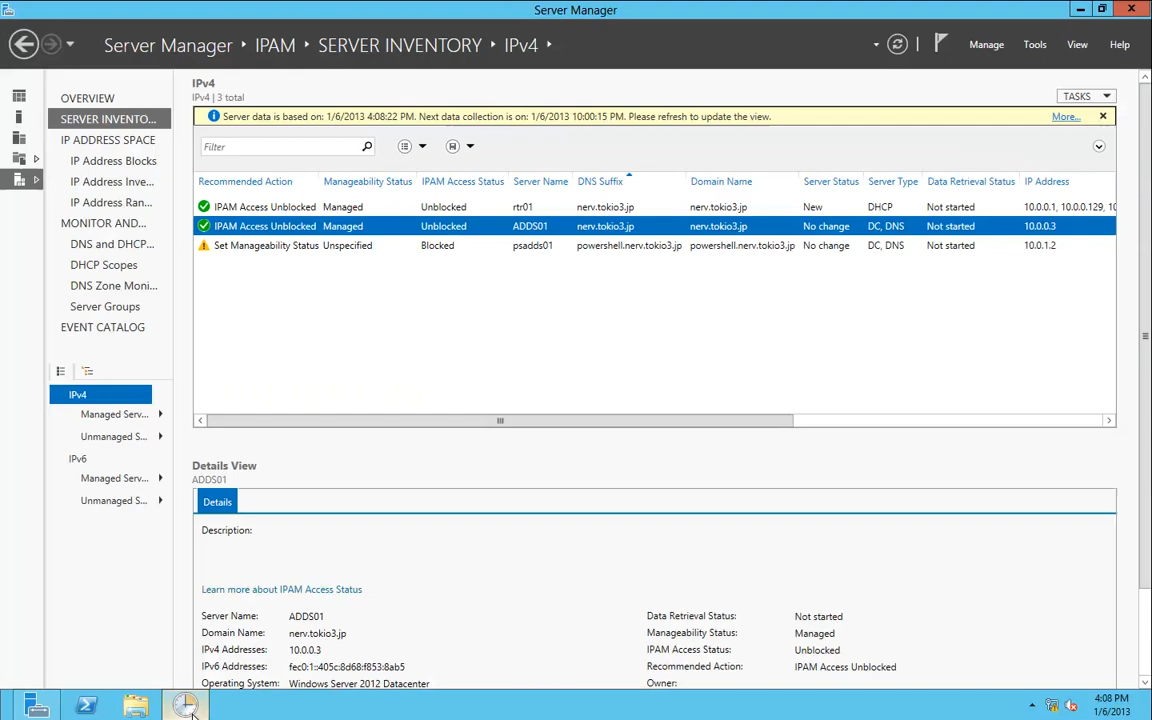 Server Manager
Server Manager IPAM SERVER INVENTORY IPv4 Manage Tools View Help
OVERVIEW
SERVER INVENTO...
IP ADDRESS SPACE
IP Address Blocks
IP Address Inve...
IP Address Ran...
MONITOR AND...
DNS and DHCP...
DHCP Scopes
DNS Zone Moni...
Server Groups
EVENT CATALOG
IPv4
Managed Serv...
Unmanaged S...
IPv6
Managed Serv...
Unmanaged S...
IPv4
IPv4 | 3 total
TASKS
Server data is based on: 1/6/2013 4:08:22 PM. Next data collection is on: 1/6/2013 10:00:15 PM. Please refresh to update the view. More...
Filter
Recommended Action Manageability Status IPAM Access Status Server Name DNS Suffix Domain Name Server Status Server Type Data Retrieval Status IP Address
IPAM Access Unblocked Managed Unblocked rtr01 nerv.tokio3.jp nerv.tokio3.jp New DHCP Not started 10.0.0.1, 10.0.0.129, 10
IPAM Access Unblocked Managed Unblocked ADDS01 nerv.tokio3.jp nerv.tokio3.jp No change DC, DNS Not started 10.0.0.3
Set Manageability Status Unspecified Blocked psadds01 powershell.nerv.tokio3.jp powershell.nerv.tokio3.jp No change DC, DNS Not started 10.0.1.2
Details View
ADDS01
Details
Description:
Learn more about IPAM Access Status
Server Name: ADDS01 Data Retrieval Status: Not started
Domain Name: nerv.tokio3.jp Manageability Status: Managed
IPv4 Addresses: 10.0.0.3 IPAM Access Status: Unblocked
IPv6 Addresses: fec0:1::405c:8d68:f853:8ab5 Recommended Action: IPAM Access Unblocked
Operating System: Windows Server 2012 Datacenter Owner:
4:08 PM
1/6/2013